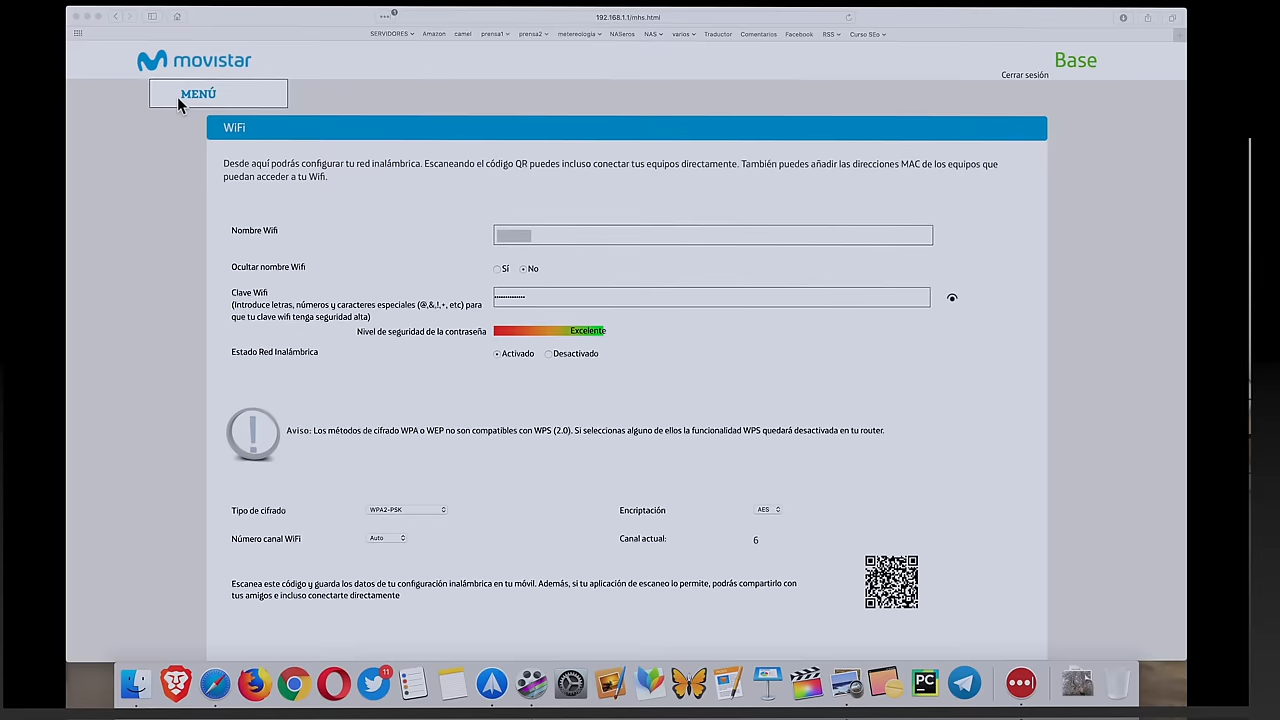 192.168.1.1/mhs.html
SERVIDORES Amazon camel prensa1 prensa2 metereología NASeros NAS varios Traductor Comentarios Facebook RSS Curso SEo
movistar
Base
Cerrar sesión
MENÚ
WiFi
Desde aquí podrás configurar tu red inalámbrica. Escaneando el código QR puedes incluso conectar tus equipos directamente. También puedes añadir las direcciones MAC de los equipos que
puedan acceder a tu Wifi.
Nombre Wifi
Ocultar nombre Wifi Sí No
Clave Wifi
(Introduce letras, números y caracteres especiales (@,&,!,+, etc) para
que tu clave wifi tenga seguridad alta)
Nivel de seguridad de la contraseña Excelente
Estado Red Inalámbrica Activado Desactivado
Aviso: Los métodos de cifrado WPA o WEP no son compatibles con WPS (2.0). Si seleccionas alguno de ellos la funcionalidad WPS quedará desactivada en tu router.
Tipo de cifrado WPA2-PSK Encriptación AES
Número canal WiFi Auto Canal actual: 6
Escanea este código y guarda los datos de tu configuración inalámbrica en tu móvil. Además, si tu aplicación de escaneo lo permite, podrás compartirlo con
tus amigos e incluso conectarte directamente
11
PC